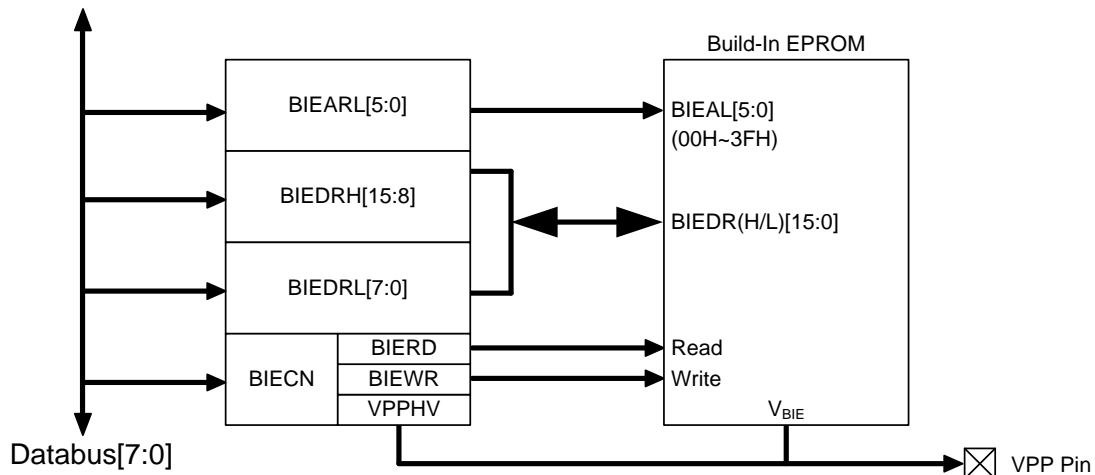 Build-In EPROM
BIEARL[5:0]
BIEAL[5:0]
(00H~3FH)
BIEDRH[15:8]
BIEDR(H/L)[15:0]
BIEDRL[7:0]
BIECN
BIERD
Read
BIEWR
Write
VPPHV
VBIE
Databus[7:0]
VPP Pin